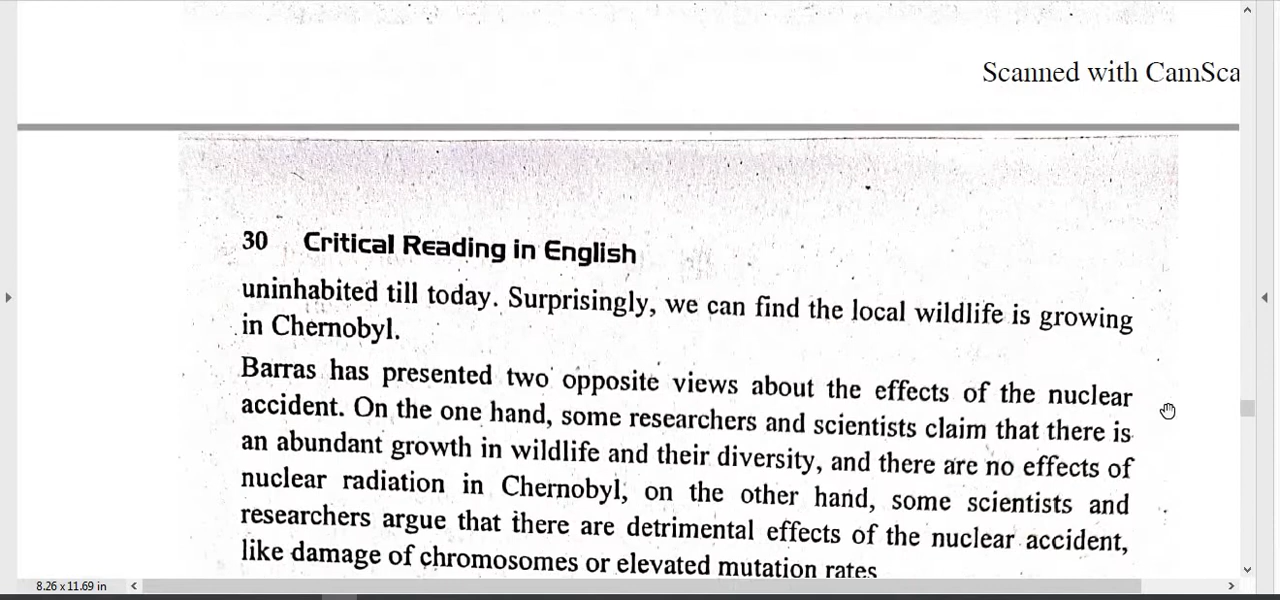 Scanned with CamSca
30 Critical Reading in English
uninhabited till today. Surprisingly, we can find the local wildlife is growing
in Chernobyl.
Barras has presented two opposite views about the effects of the nuclear
accident. On the one hand, some researchers and scientists claim that there is
an abundant growth in wildlife and their diversity, and there are no effects of
nuclear radiation in Chernobyl, on the other hand, some scientists and
researchers argue that there are detrimental effects of the nuclear accident,
like damage of chromosomes or elevated mutation rates
8.26 x 11.69 in